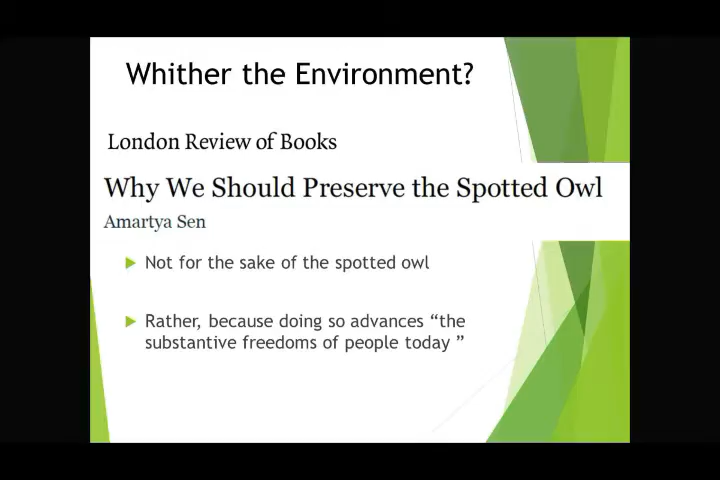 Whither the Environment?
London Review of Books
Why We Should Preserve the Spotted Owl
Amartya Sen
Not for the sake of the spotted owl
Rather, because doing so advances “the
substantive freedoms of people today ”